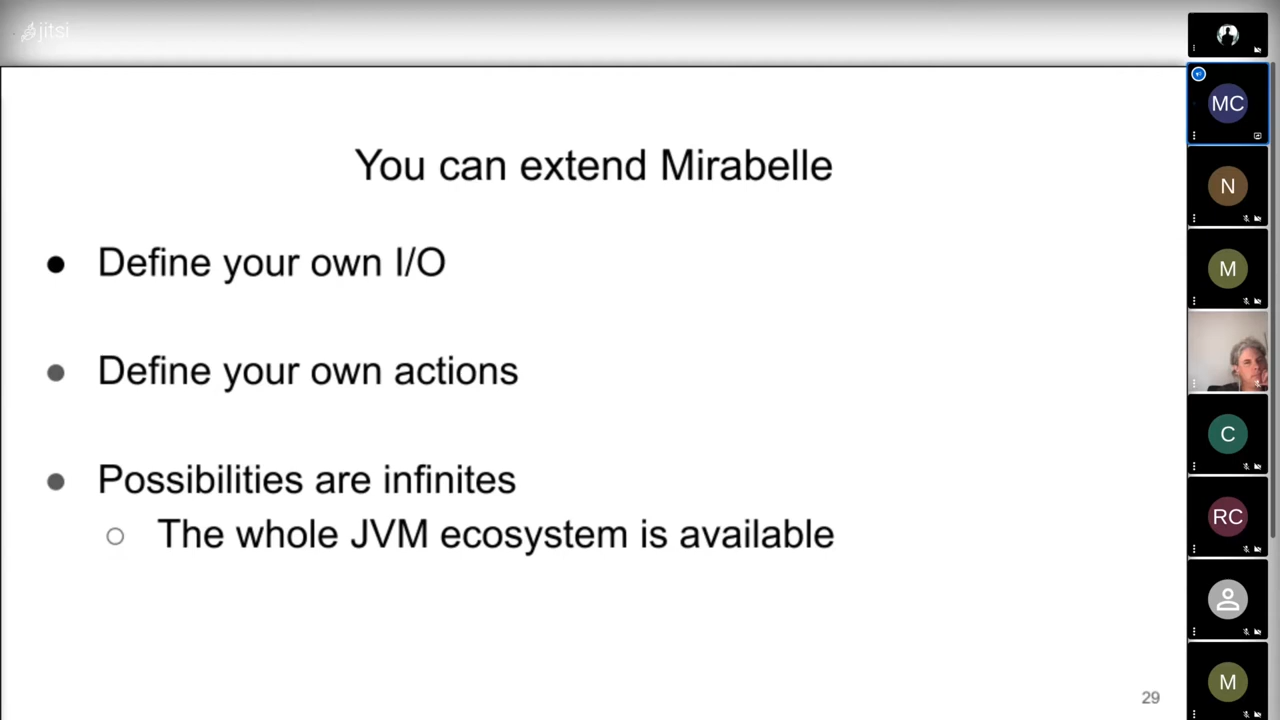 jitsi
You can extend Mirabelle
Define your own I/O
Define your own actions
Possibilities are infinites
The whole JVM ecosystem is available
29
MC
N
M
C
RC
M